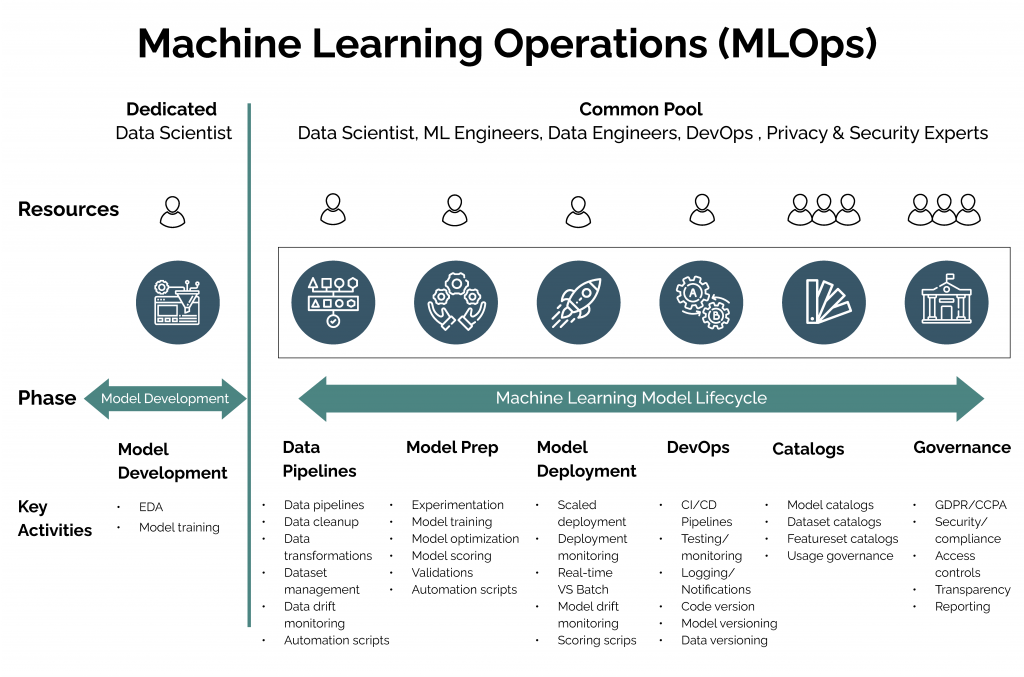 Machine Learning Operations (MLOps)
Dedicated
Data Scientist
Common Pool
Data Scientist, ML Engineers, Data Engineers, DevOps , Privacy & Security Experts
Resources
A
B
Phase
Model Development
Machine Learning Model Lifecycle
Key
Activities
Model
Development
• EDA
• Model training
Data
Pipelines
• Data pipelines
• Data cleanup
• Data
transformations
• Dataset
management
• Data drift
monitoring
• Automation scripts
Model Prep
• Experimentation
• Model training
• Model optimization
• Model scoring
• Validations
• Automation scripts
Model
Deployment
• Scaled
deployment
• Deployment
monitoring
• Real-time
VS Batch
• Model drift
monitoring
• Scoring scrips
DevOps
• CI/CD
Pipelines
• Testing/
monitoring
• Logging/
Notifications
• Code version
• Model versioning
• Data versioning
Catalogs
• Model catalogs
• Dataset catalogs
• Featureset catalogs
• Usage governance
Governance
• GDPR/CCPA
• Security/
compliance
• Access
controls
• Transparency
• Reporting